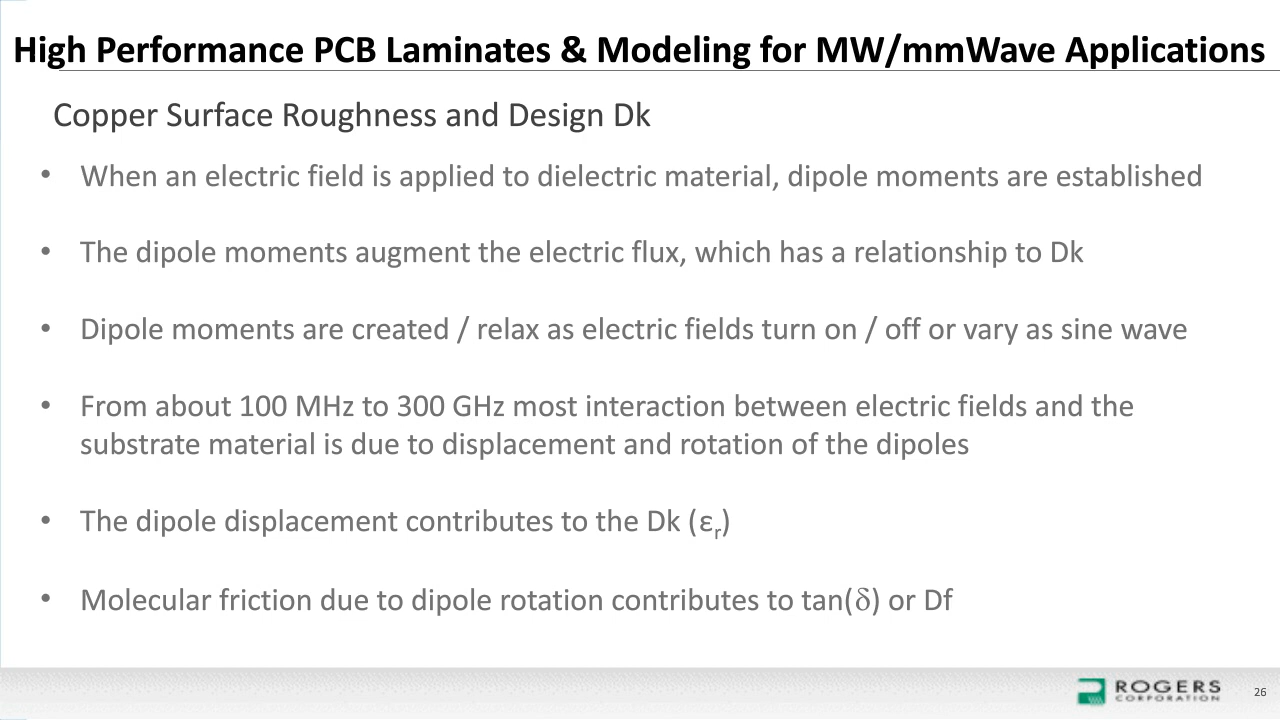 High Performance PCB Laminates & Modeling for MW/mmWave Applications
Copper Surface Roughness and Design Dk
• When an electric field is applied to dielectric material, dipole moments are established
• The dipole moments augment the electric flux, which has a relationship to Dk
• Dipole moments are created / relax as electric fields turn on / off or vary as sine wave
• From about 100 MHz to 300 GHz most interaction between electric fields and the
substrate material is due to displacement and rotation of the dipoles
• The dipole displacement contributes to the Dk (εr)
• Molecular friction due to dipole rotation contributes to tan(δ) or Df
ROGERS
CORPORATION
26